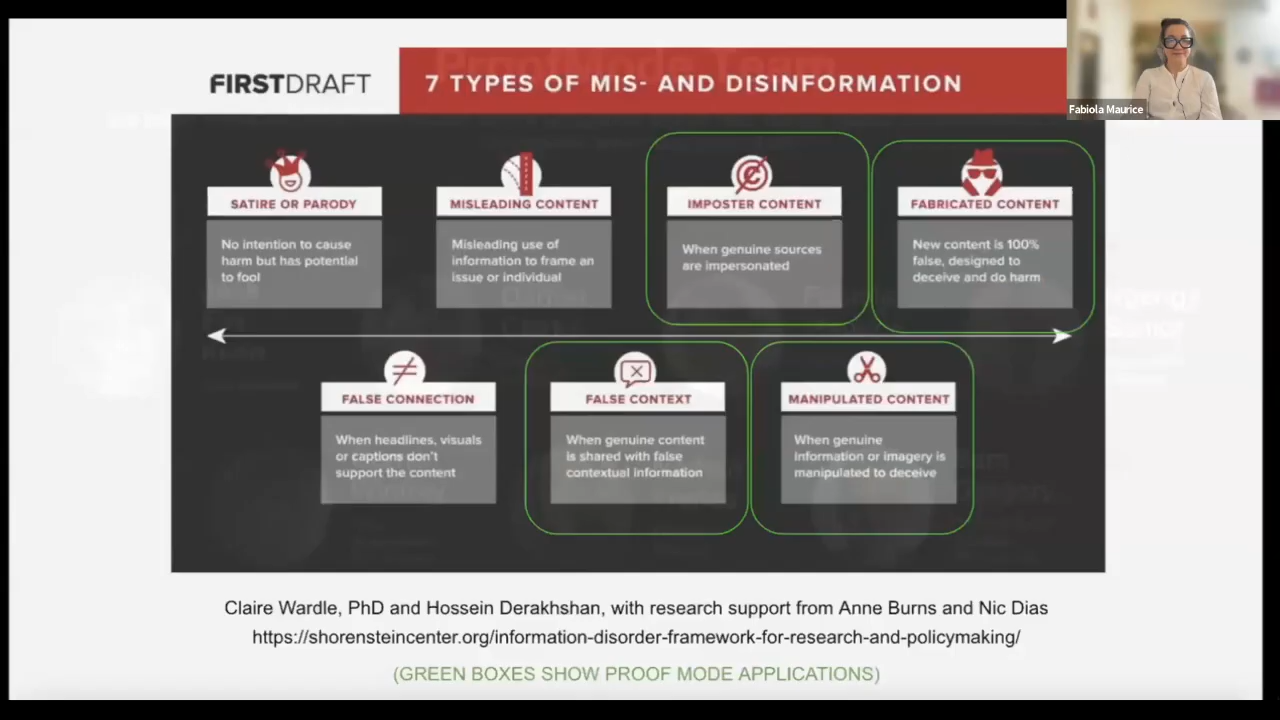 ProofMode Team
FIRSTDRAFT
7 TYPES OF MIS- AND DISINFORMATION
Fabiola Maurice
SATIRE OR PARODY
No intention to cause
harm but has potential
to fool
MISLEADING CONTENT
Misleading use of
information to frame an
issue or individual
IMPOSTER CONTENT
When genuine sources
are impersonated
FABRICATED CONTENT
New content is 100%
false, designed to
deceive and do harm
FALSE CONNECTION
When headlines, visuals
or captions don't
support the content
FALSE CONTEXT
When genuine content
is shared with false
contextual information
MANIPULATED CONTENT
When genuine
information or imagery is
manipulated to deceive
Claire Wardle, PhD and Hossein Derakhshan, with research support from Anne Burns and Nic Dias
https://shorensteincenter.org/information-disorder-framework-for-research-and-policymaking/
(GREEN BOXES SHOW PROOF MODE APPLICATIONS)